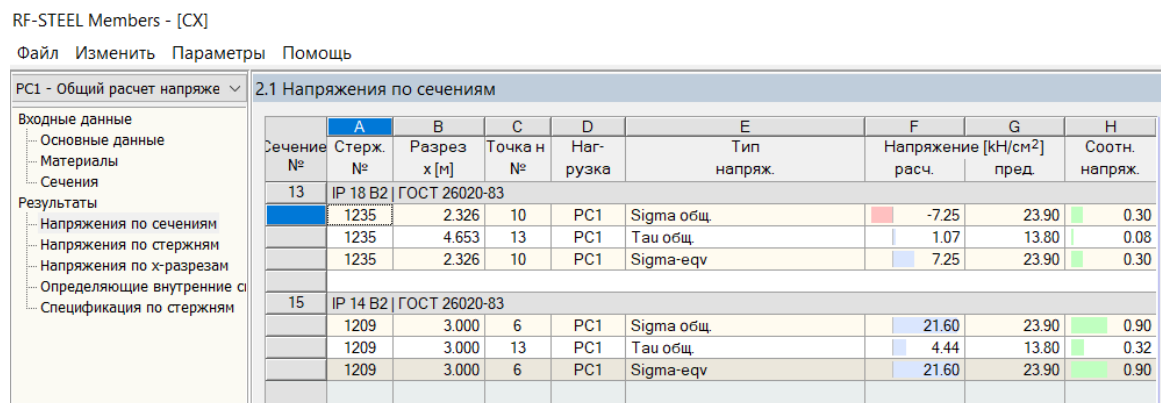 RF-STEEL Members - [CX]
Файл Изменить Параметры Помощь
РС1 - Общий расчет напряже
2.1 Напряжения по сечениям
Входные данные
Основные данные
Материалы
Сечения
Результаты
Напряжения по сечениям
Напряжения по стержням
Напряжения по x-разрезам
Определяющие внутренние
Спецификация по стержням
A B C D E F G H
Сечение Стерж. Разрез Точка н Наг- Тип Напряжение [kH/см2] Соотн.
№ № x [м] № рузка напряж. расч. пред. напряж.
13 IP 18 B2 | ГОСТ 26020-83
1235 2.326 10 РС1 Sigma общ. -7.25 23.90 0.30
1235 4.653 13 РС1 Tau общ. 1.07 13.80 0.08
1235 2.326 10 РС1 Sigma-eqv 7.25 23.90 0.30
15 IP 14 B2 | ГОСТ 26020-83
1209 3.000 6 РС1 Sigma общ. 21.60 23.90 0.90
1209 3.000 13 РС1 Tau общ. 4.44 13.80 0.32
1209 3.000 6 РС1 Sigma-eqv 21.60 23.90 0.90